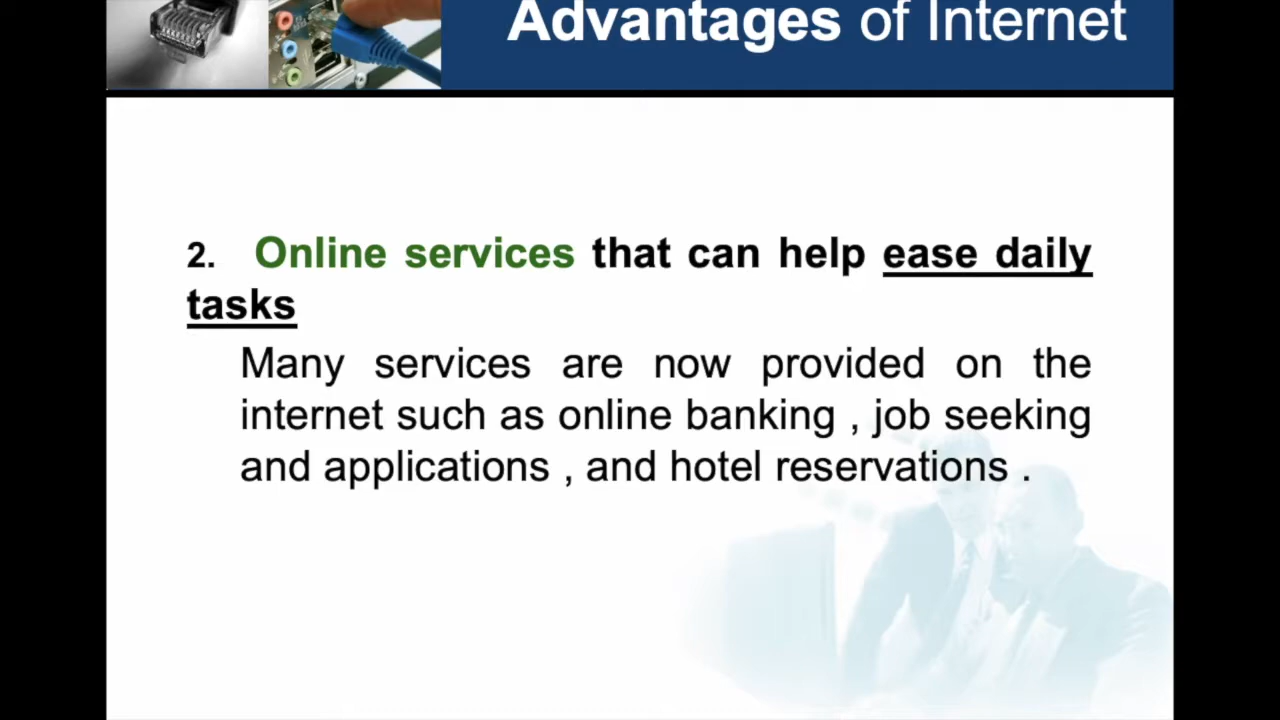 Advantages of Internet
2. Online services that can help ease daily
tasks
Many services are now provided on the
internet such as online banking , job seeking
and applications , and hotel reservations .